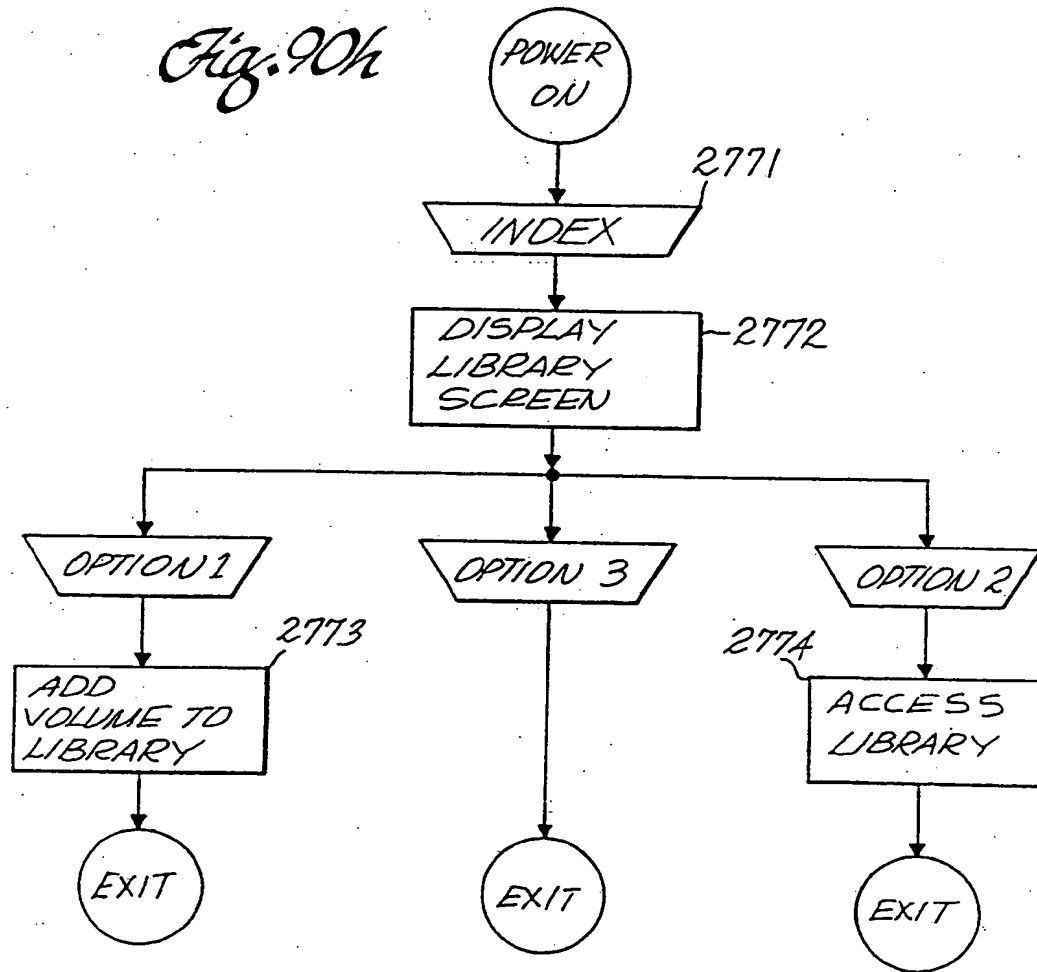 Fig. 90h
POWER
ON
2771
INDEX
DISPLAY
LIBRARY
SCREEN
2772
OPTION 1
OPTION 3
OPTION 2
2773
ADD
VOLUME TO
LIBRARY
2774
ACCESS
LIBRARY
EXIT
EXIT
EXIT